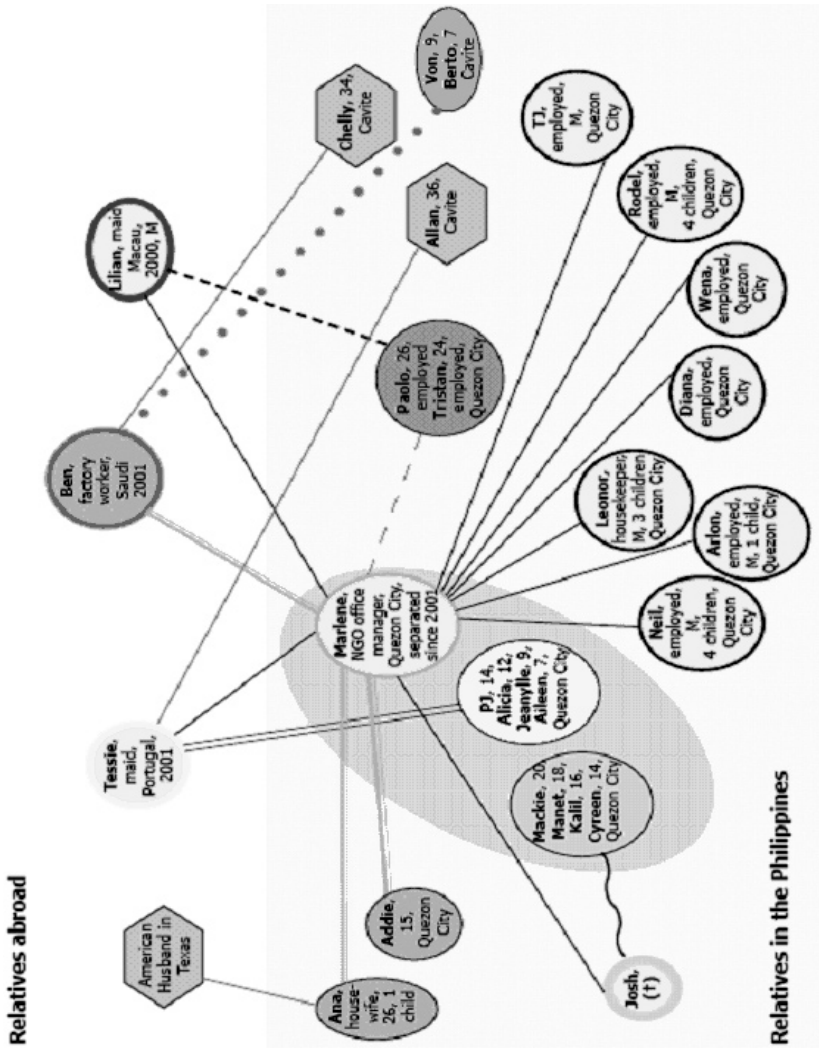 Relatives abroad
American
Husband in
Texas
Tessie,
maid,
Portugal,
2001
Ben,
factory
worker,
Saudi
2001
Lilian, maid
Macau,
2000, M
Chelly, 34,
Cavite
Von, 9,
Berto, 7
Cavite
Allan, 36,
Cavite
Paolo, 26,
employed
Tristan, 24,
employed,
Quezon City
Ana,
house-
wife,
26, 1
child
Addie,
15,
Quezon
City
Marlene,
NGO office
manager,
Quezon City,
separated
since 2001
PJ, 14,
Alicia, 12,
Jeanylle, 9,
Aileen, 7,
Quezon City
Mackie, 20,
Manet, 18,
Kalil, 16,
Cyreen, 14,
Quezon City
Josh,
(†)
Neil,
employed,
M,
4 children,
Quezon
City
Arlon,
employed,
M, 1 child,
Quezon City
Leonor,
housekeeper,
M, 3 children
Quezon City
Diana,
employed,
Quezon
City
Wena,
employed,
Quezon
City
Rodel,
employed,
M,
4 children,
Quezon
City
TJ,
employed,
M,
Quezon
City
Relatives in the Philippines